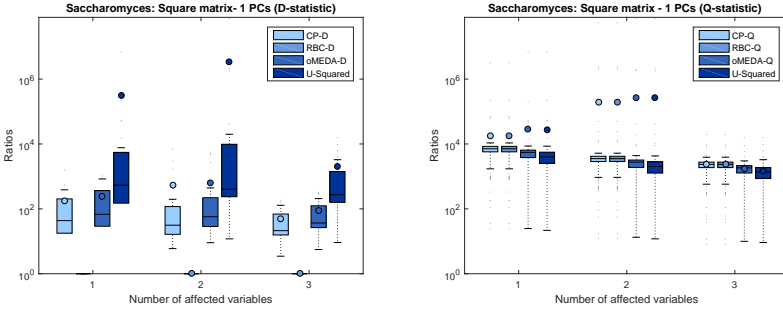 Saccharomyces: Square matrix- 1 PCs (D-statistic)
CP-D
RBC-D
oMEDA-D
U-Squared
10^6
10^4
10^2
10^0
Ratios
1
2
3
Number of affected variables
Saccharomyces: Square matrix - 1 PCs (Q-statistic)
CP-Q
RBC-Q
oMEDA-Q
U-Squared
10^6
10^4
10^2
10^0
Ratios
1
2
3
Number of affected variables